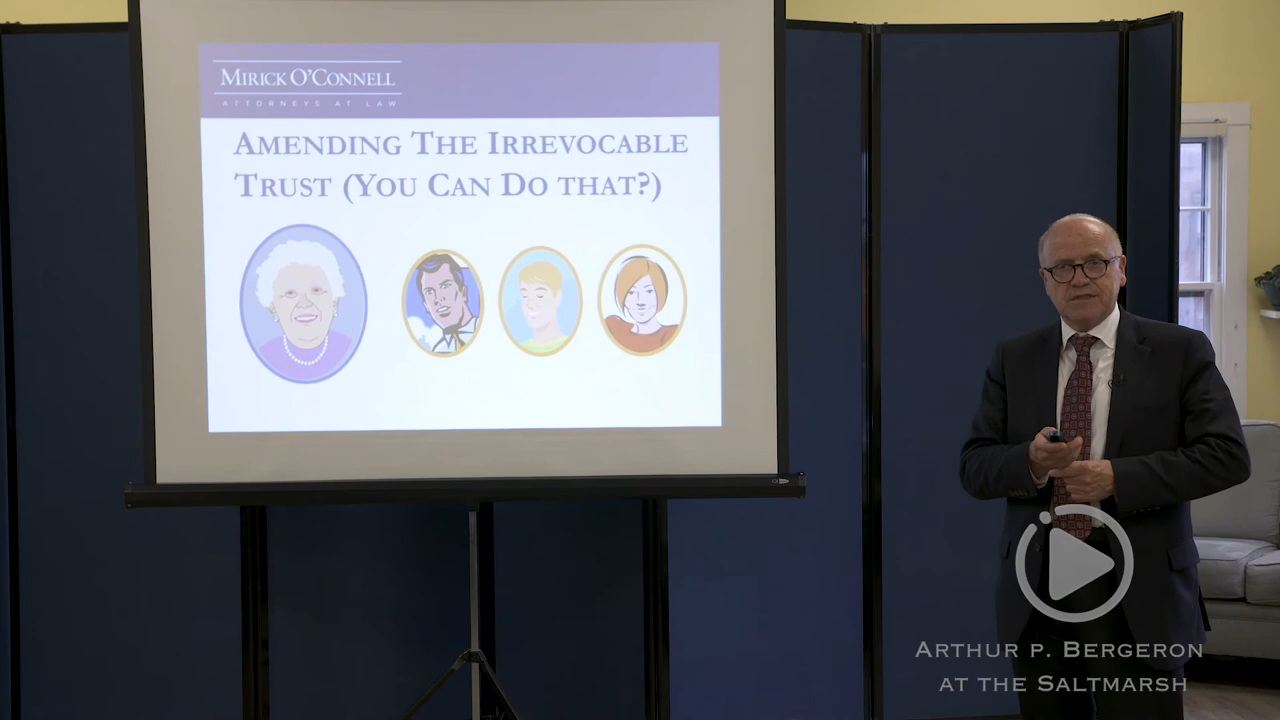 MIRICK O'CONNELL
ATTORNEYS AT LAW
AMENDING THE IRREVOCABLE
TRUST (YOU CAN DO THAT?)
ARTHUR P. BERGERON
AT THE SALTMARSH